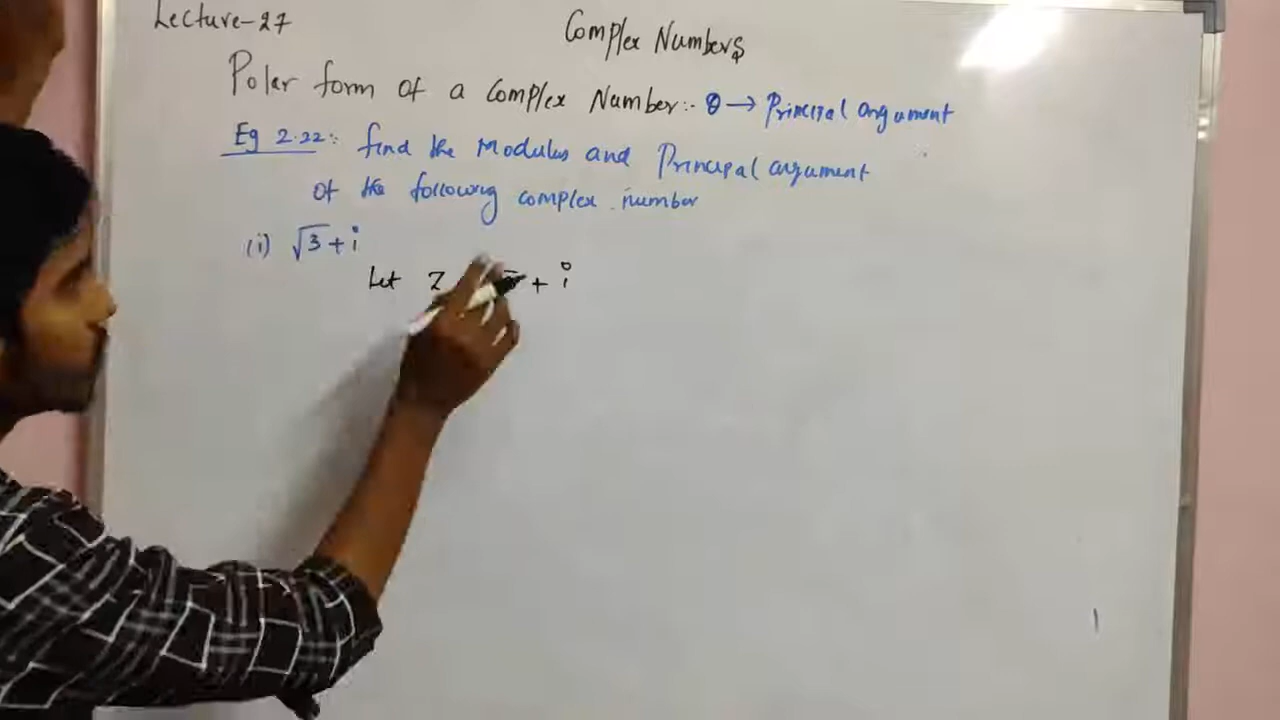 Lecture-27
Complex Numbers
Polar form of a Complex Number:- θ → Principal argument
Eg 2.22:- find the Modulus and Principal argument
of the following complex number
(i) √3 + i
Let Z + i